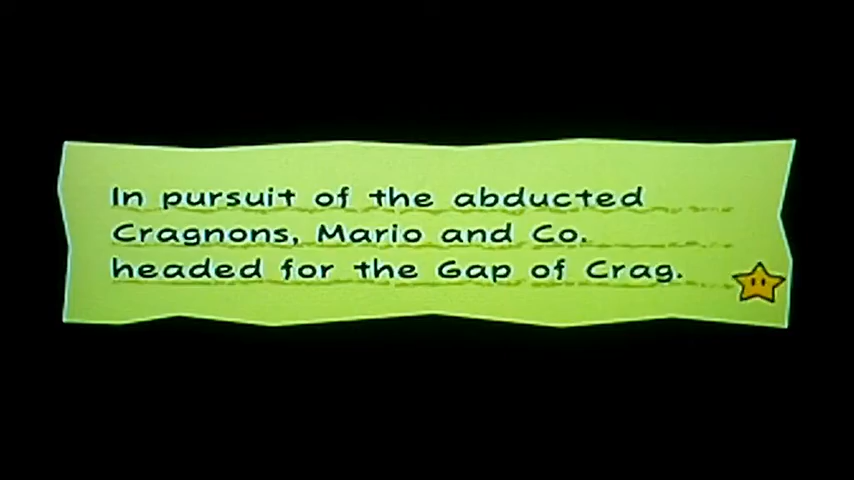 In pursuit of the abducted
Cragnons, Mario and Co.
headed for the Gap of Crag.